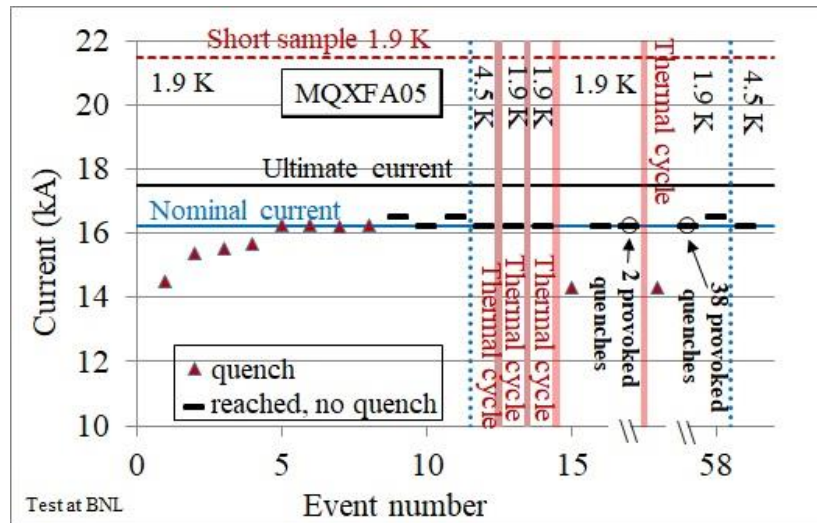 22
20
18
16
14
12
10
Current (kA)
Short sample 1.9 K
1.9 K
MQXFA05
4.5 K
1.9 K
1.9 K
1.9 K
Thermal cycle
1.9 K
4.5 K
Ultimate current
Nominal current
Thermal cycle
Thermal cycle
Thermal cycle
2 provoked
quenches
38 provoked
quenches
quench
reached, no quench
0
5
10
15
58
Test at BNL
Event number